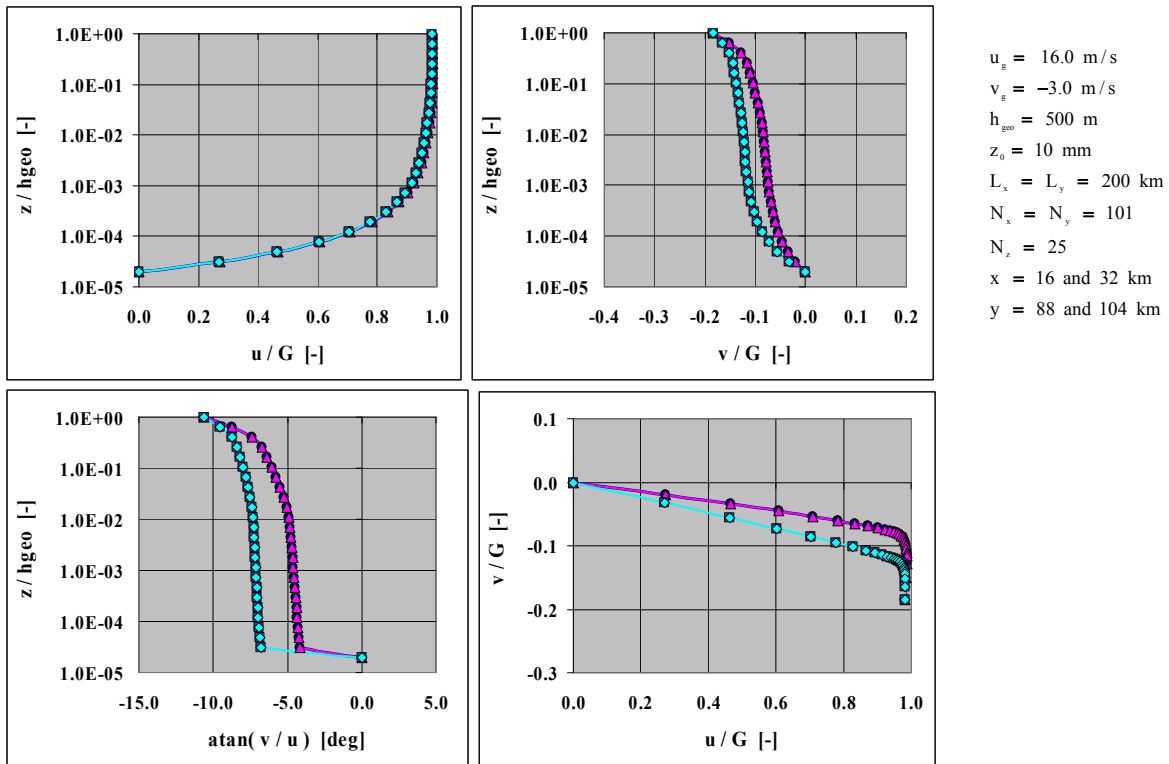 1.0E+00
1.0E-01
1.0E-02
1.0E-03
1.0E-04
1.0E-05
z / hgeo [-]
0.0 0.2 0.4 0.6 0.8 1.0
u / G [-]
1.0E+00
1.0E-01
1.0E-02
1.0E-03
1.0E-04
1.0E-05
z / hgeo [-]
-0.4 -0.3 -0.2 -0.1 0.0 0.1 0.2
v / G [-]
u_g = 16.0 m/s
v_g = −3.0 m/s
h_geo = 500 m
z_0 = 10 mm
L_x = L_y = 200 km
N_x = N_y = 101
N_z = 25
x = 16 and 32 km
y = 88 and 104 km
1.0E+00
1.0E-01
1.0E-02
1.0E-03
1.0E-04
1.0E-05
z / hgeo [-]
-15.0 -10.0 -5.0 0.0 5.0
atan( v / u ) [deg]
0.1
0.0
-0.1
-0.2
-0.3
v / G [-]
0.0 0.2 0.4 0.6 0.8 1.0
u / G [-]